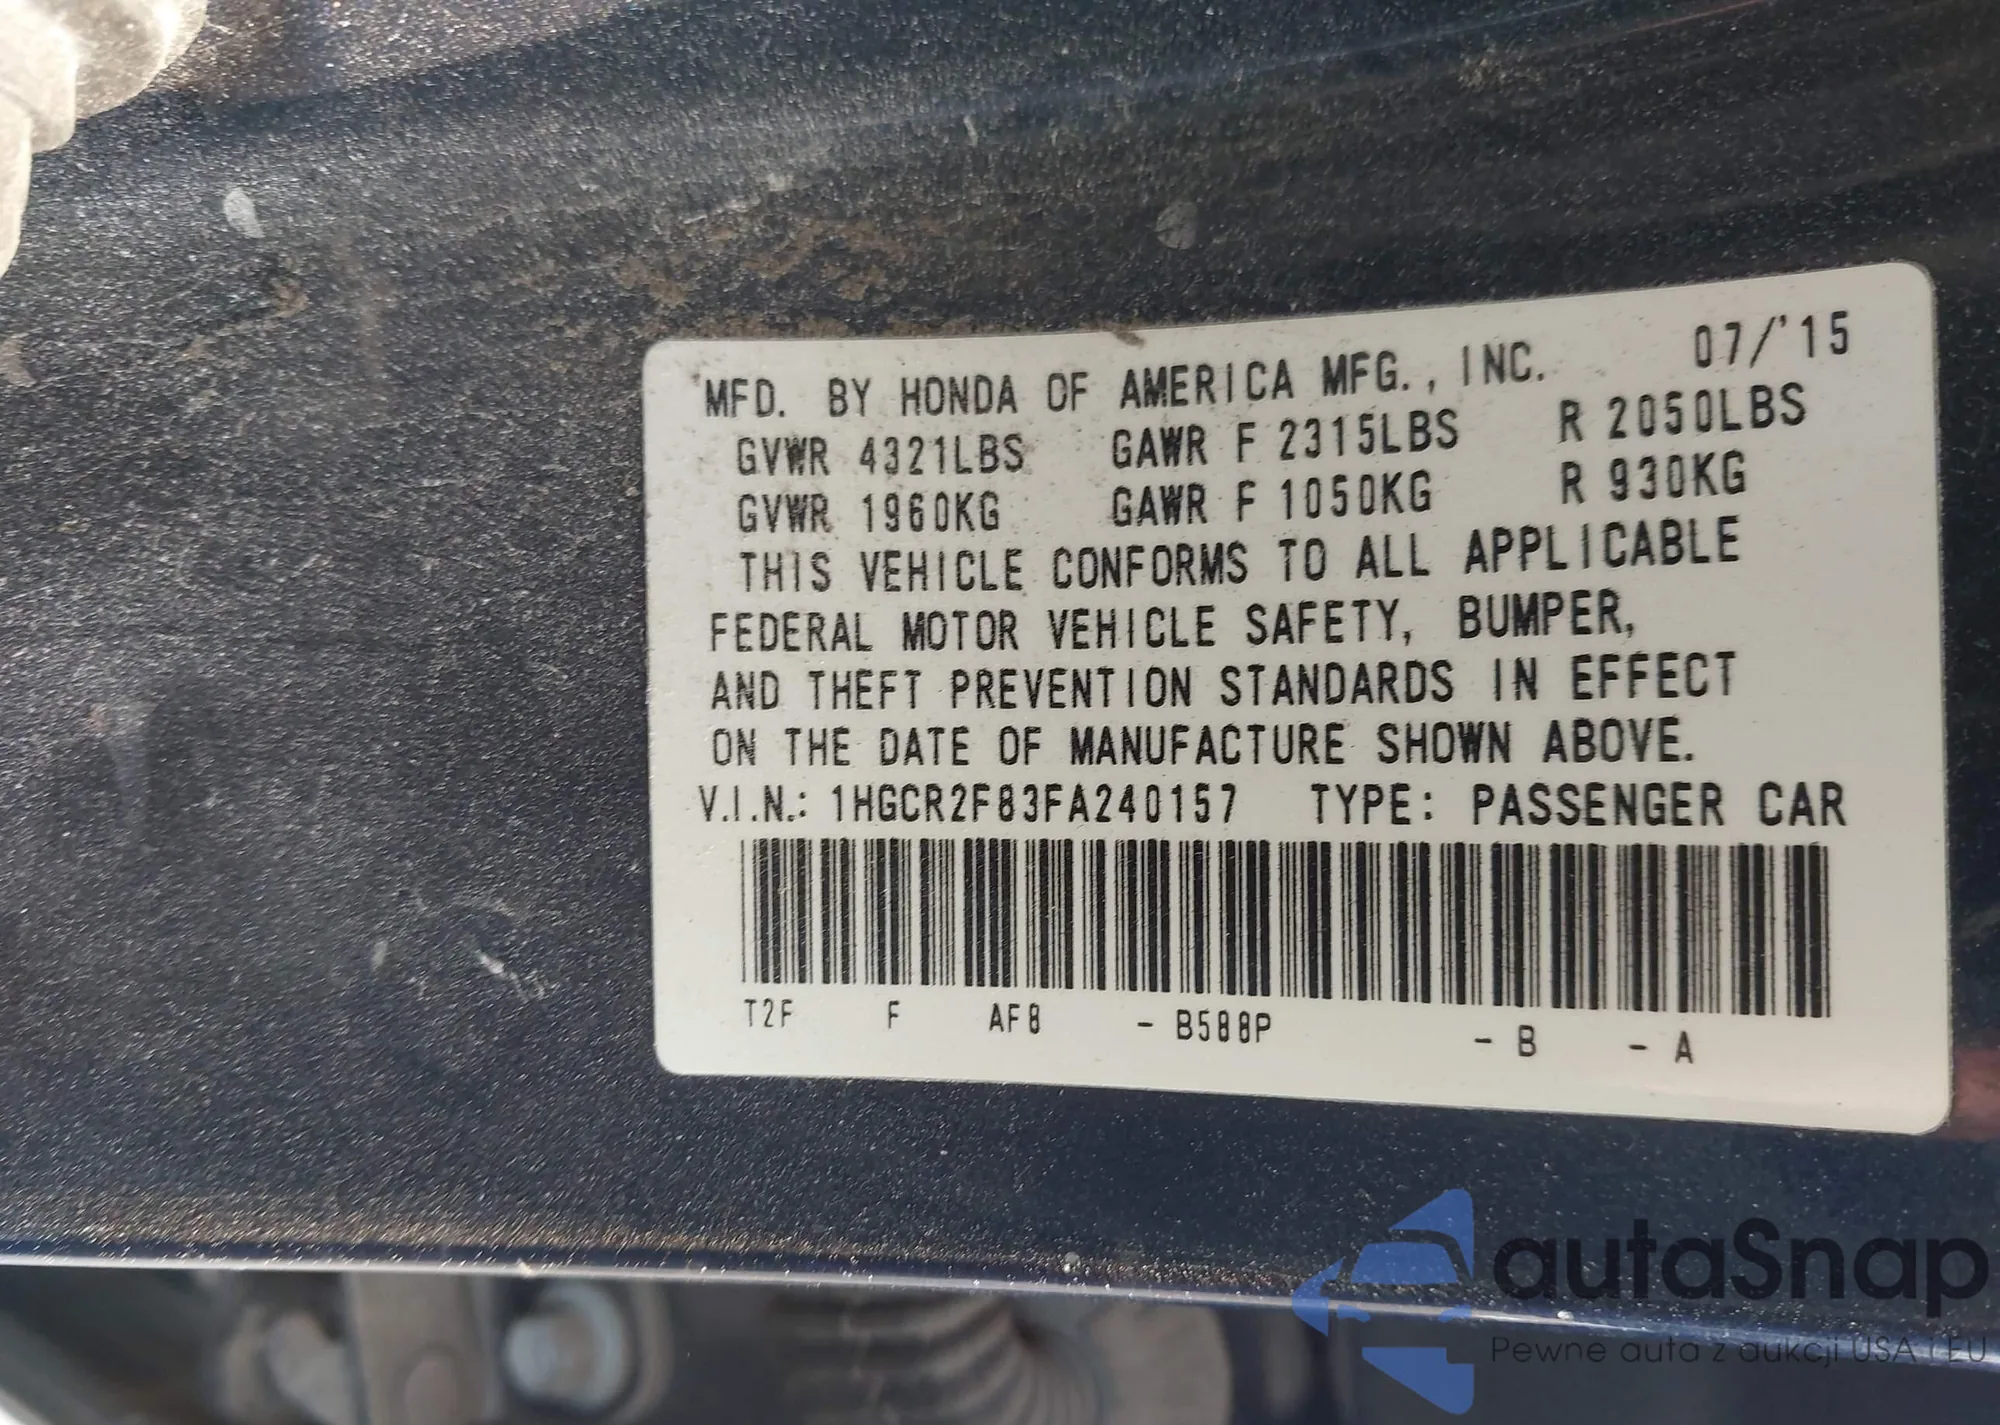 MFD. BY HONDA OF AMERICA MFG., INC. 07/'15
GVWR 4321LBS GAWR F 2315LBS R 2050LBS
GVWR 1960KG GAWR F 1050KG R 930KG
THIS VEHICLE CONFORMS TO ALL APPLICABLE
FEDERAL MOTOR VEHICLE SAFETY, BUMPER,
AND THEFT PREVENTION STANDARDS IN EFFECT
ON THE DATE OF MANUFACTURE SHOWN ABOVE.
V.I.N.: 1HGCR2F83FA240157 TYPE: PASSENGER CAR
T2F F AF8 - B588P - B - A
autaSnap
Pewne auta z aukcji USA i EU